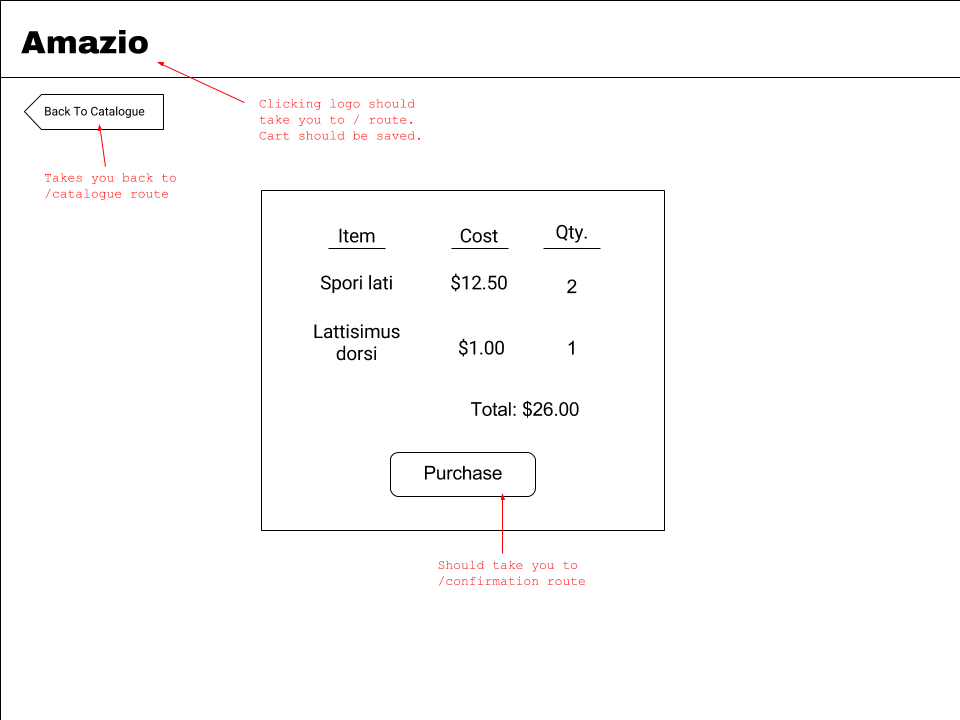 Amazio
Back To Catalogue
Clicking logo should
take you to / route.
Cart should be saved.
Takes you back to
/catalogue route
Item Cost Qty.
Spori lati $12.50 2
Lattisimus
dorsi $1.00 1
Total: $26.00
Purchase
Should take you to
/confirmation route